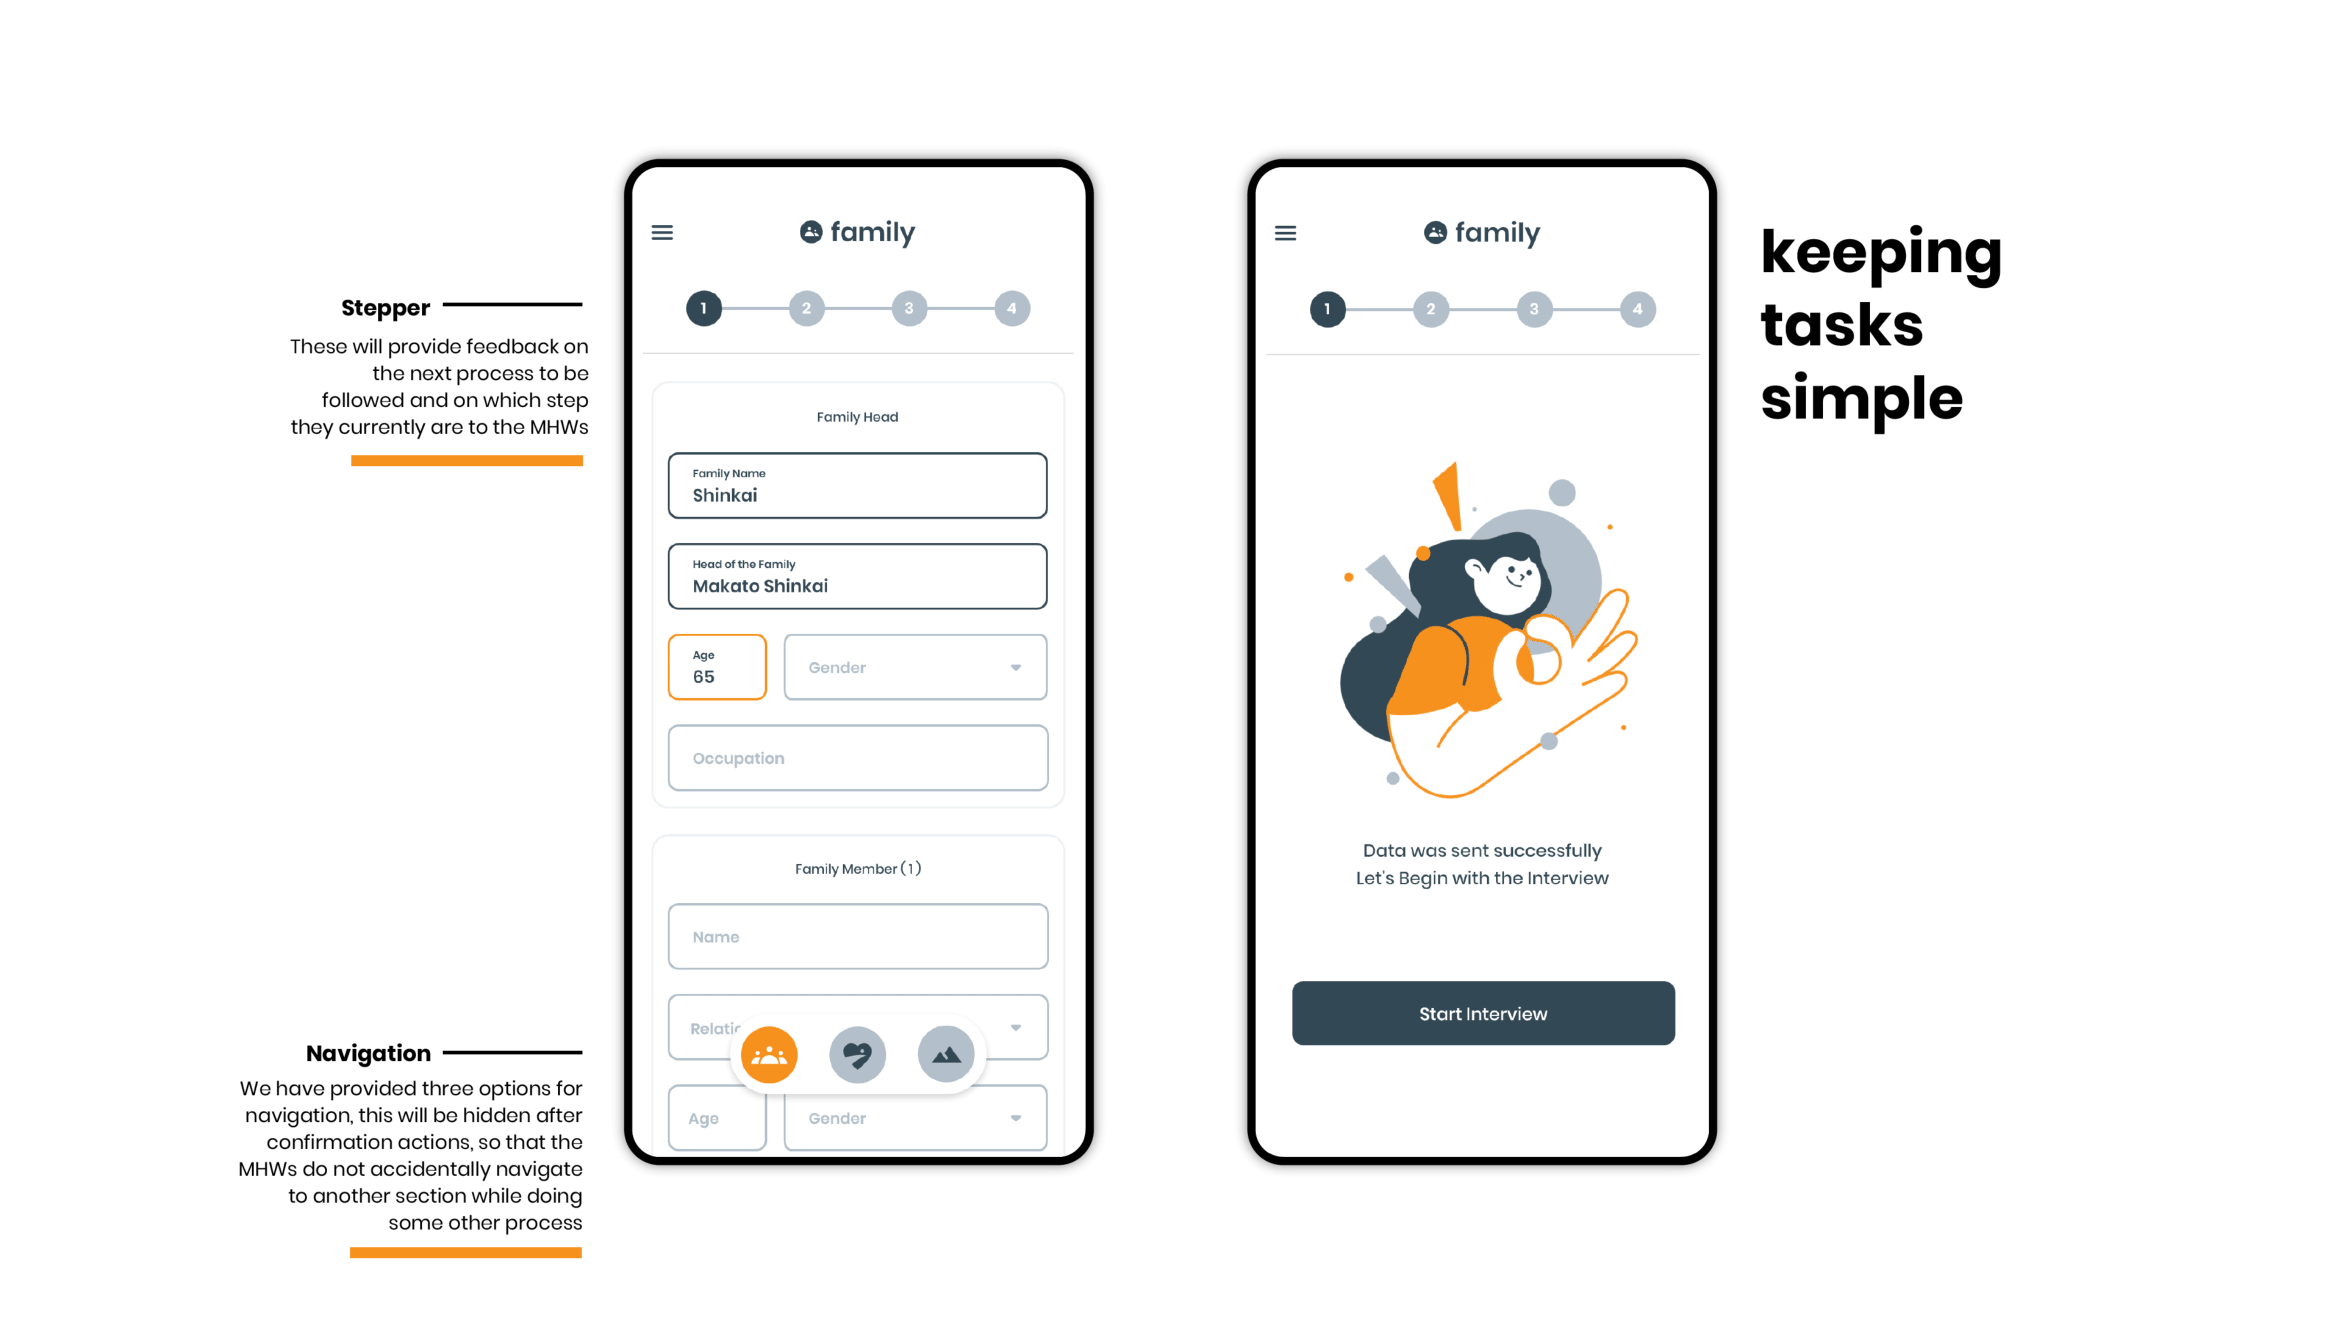 Stepper
These will provide feedback on
the next process to be
followed and on which step
they currently are to the MHWs
Navigation
We have provided three options for
navigation, this will be hidden after
confirmation actions, so that the
MHWs do not accidentally navigate
to another section while doing
some other process
family
1 2 3 4
Family Head
Family Name
Shinkai
Head of the Family
Makato Shinkai
Age
65
Gender
Occupation
Family Member (1)
Name
Relatio
Age
Gender
family
1 2 3 4
Data was sent successfully
Let's Begin with the Interview
Start Interview
keeping
tasks
simple